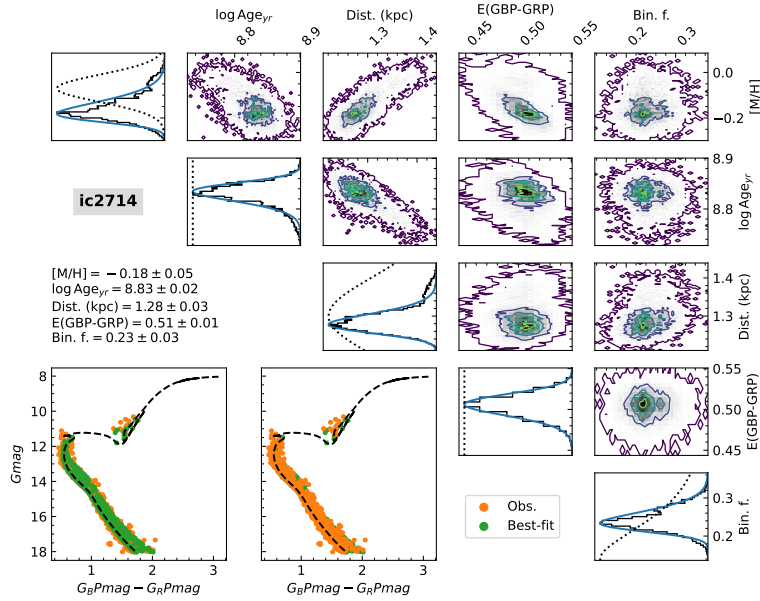 log Age_yr Dist. (kpc) E(GBP-GRP) Bin. f.
8.8 8.9 1.3 1.4 0.45 0.50 0.55 0.2 0.3
0.0
−0.2
[M/H]
ic2714
8.9
8.8
log Age_yr
[M/H] = −0.18 ± 0.05
log Age_yr = 8.83 ± 0.02
Dist. (kpc) = 1.28 ± 0.03
E(GBP-GRP) = 0.51 ± 0.01
Bin. f. = 0.23 ± 0.03
1.4
1.3
Dist. (kpc)
8
10
12
14
16
18
Gmag
1 2 3
G_BPmag − G_RPmag
1 2 3
G_BPmag − G_RPmag
0.55
0.50
0.45
E(GBP-GRP)
Obs.
Best-fit
0.3
0.2
Bin. f.